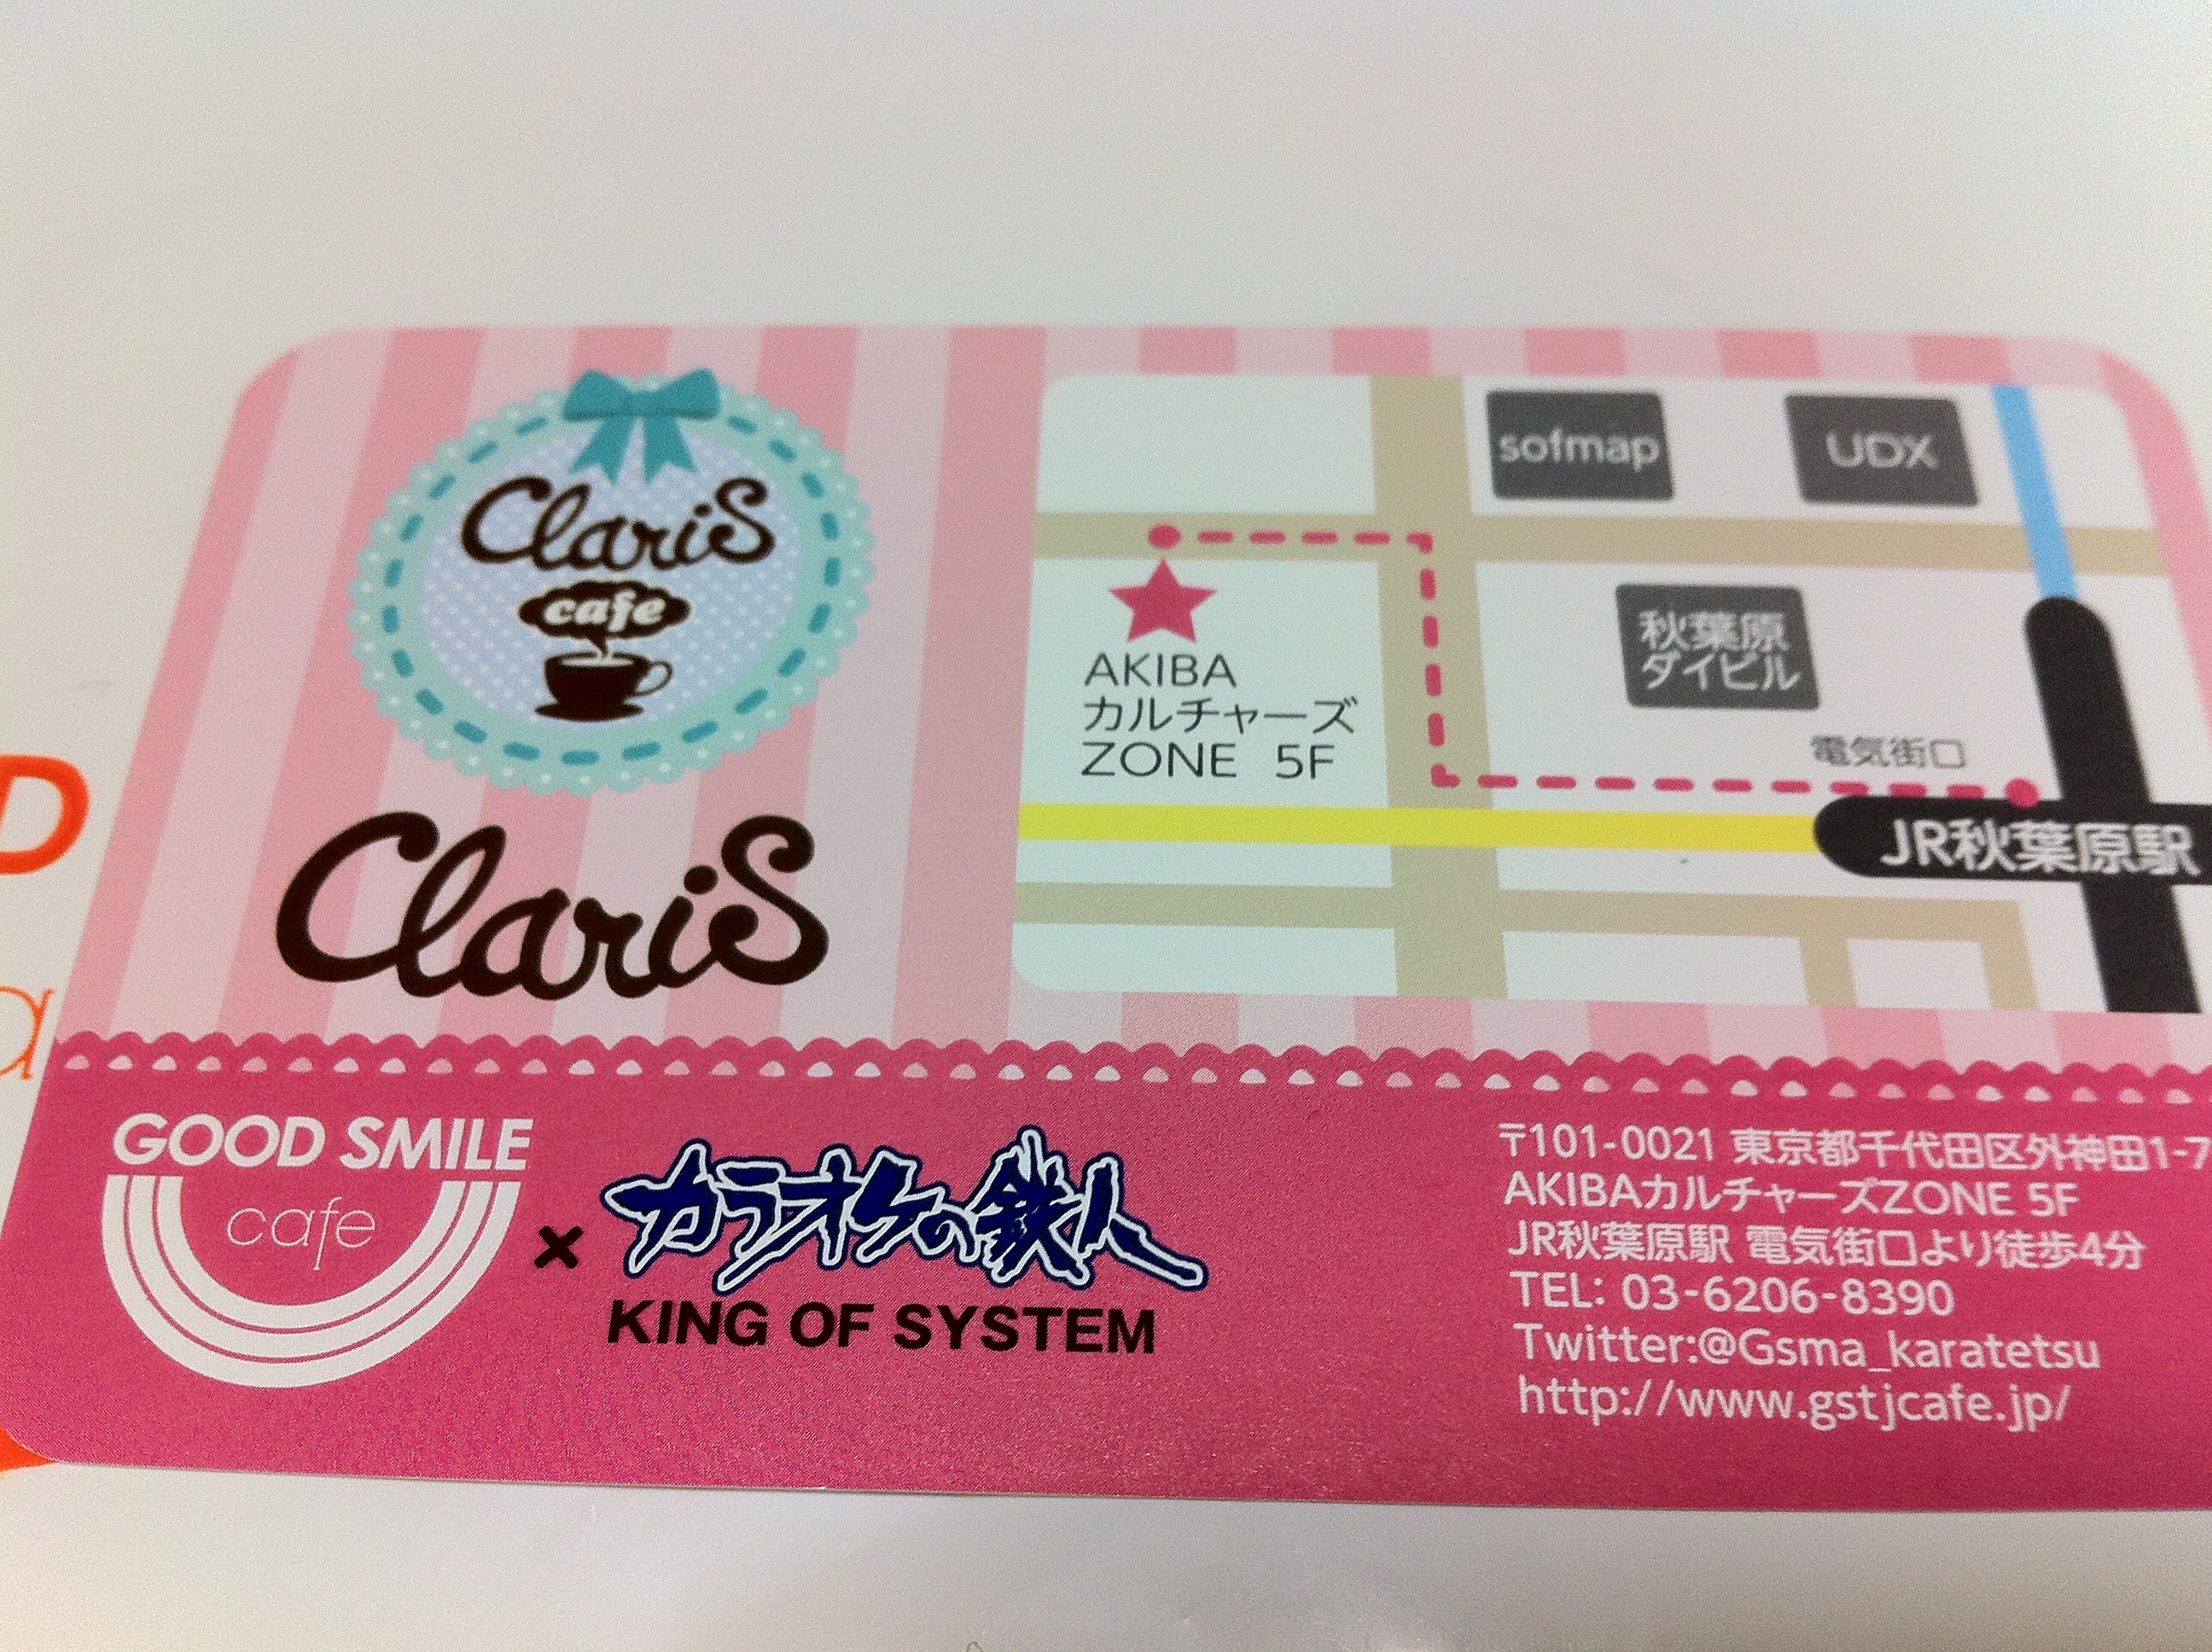 ClariS
cafe
ClariS
sofmap
UDX
秋葉原
ダイビル
AKIBA
カルチャーズ
ZONE 5F
電気街口
JR秋葉原駅
D
a
GOOD SMILE
cafe
×
カラオケの鉄人
KING OF SYSTEM
〒101-0021 東京都千代田区外神田1-7
AKIBAカルチャーズZONE 5F
JR秋葉原駅 電気街口より徒歩4分
TEL: 03-6206-8390
Twitter:@Gsma_karatetsu
http://www.gstjcafe.jp/